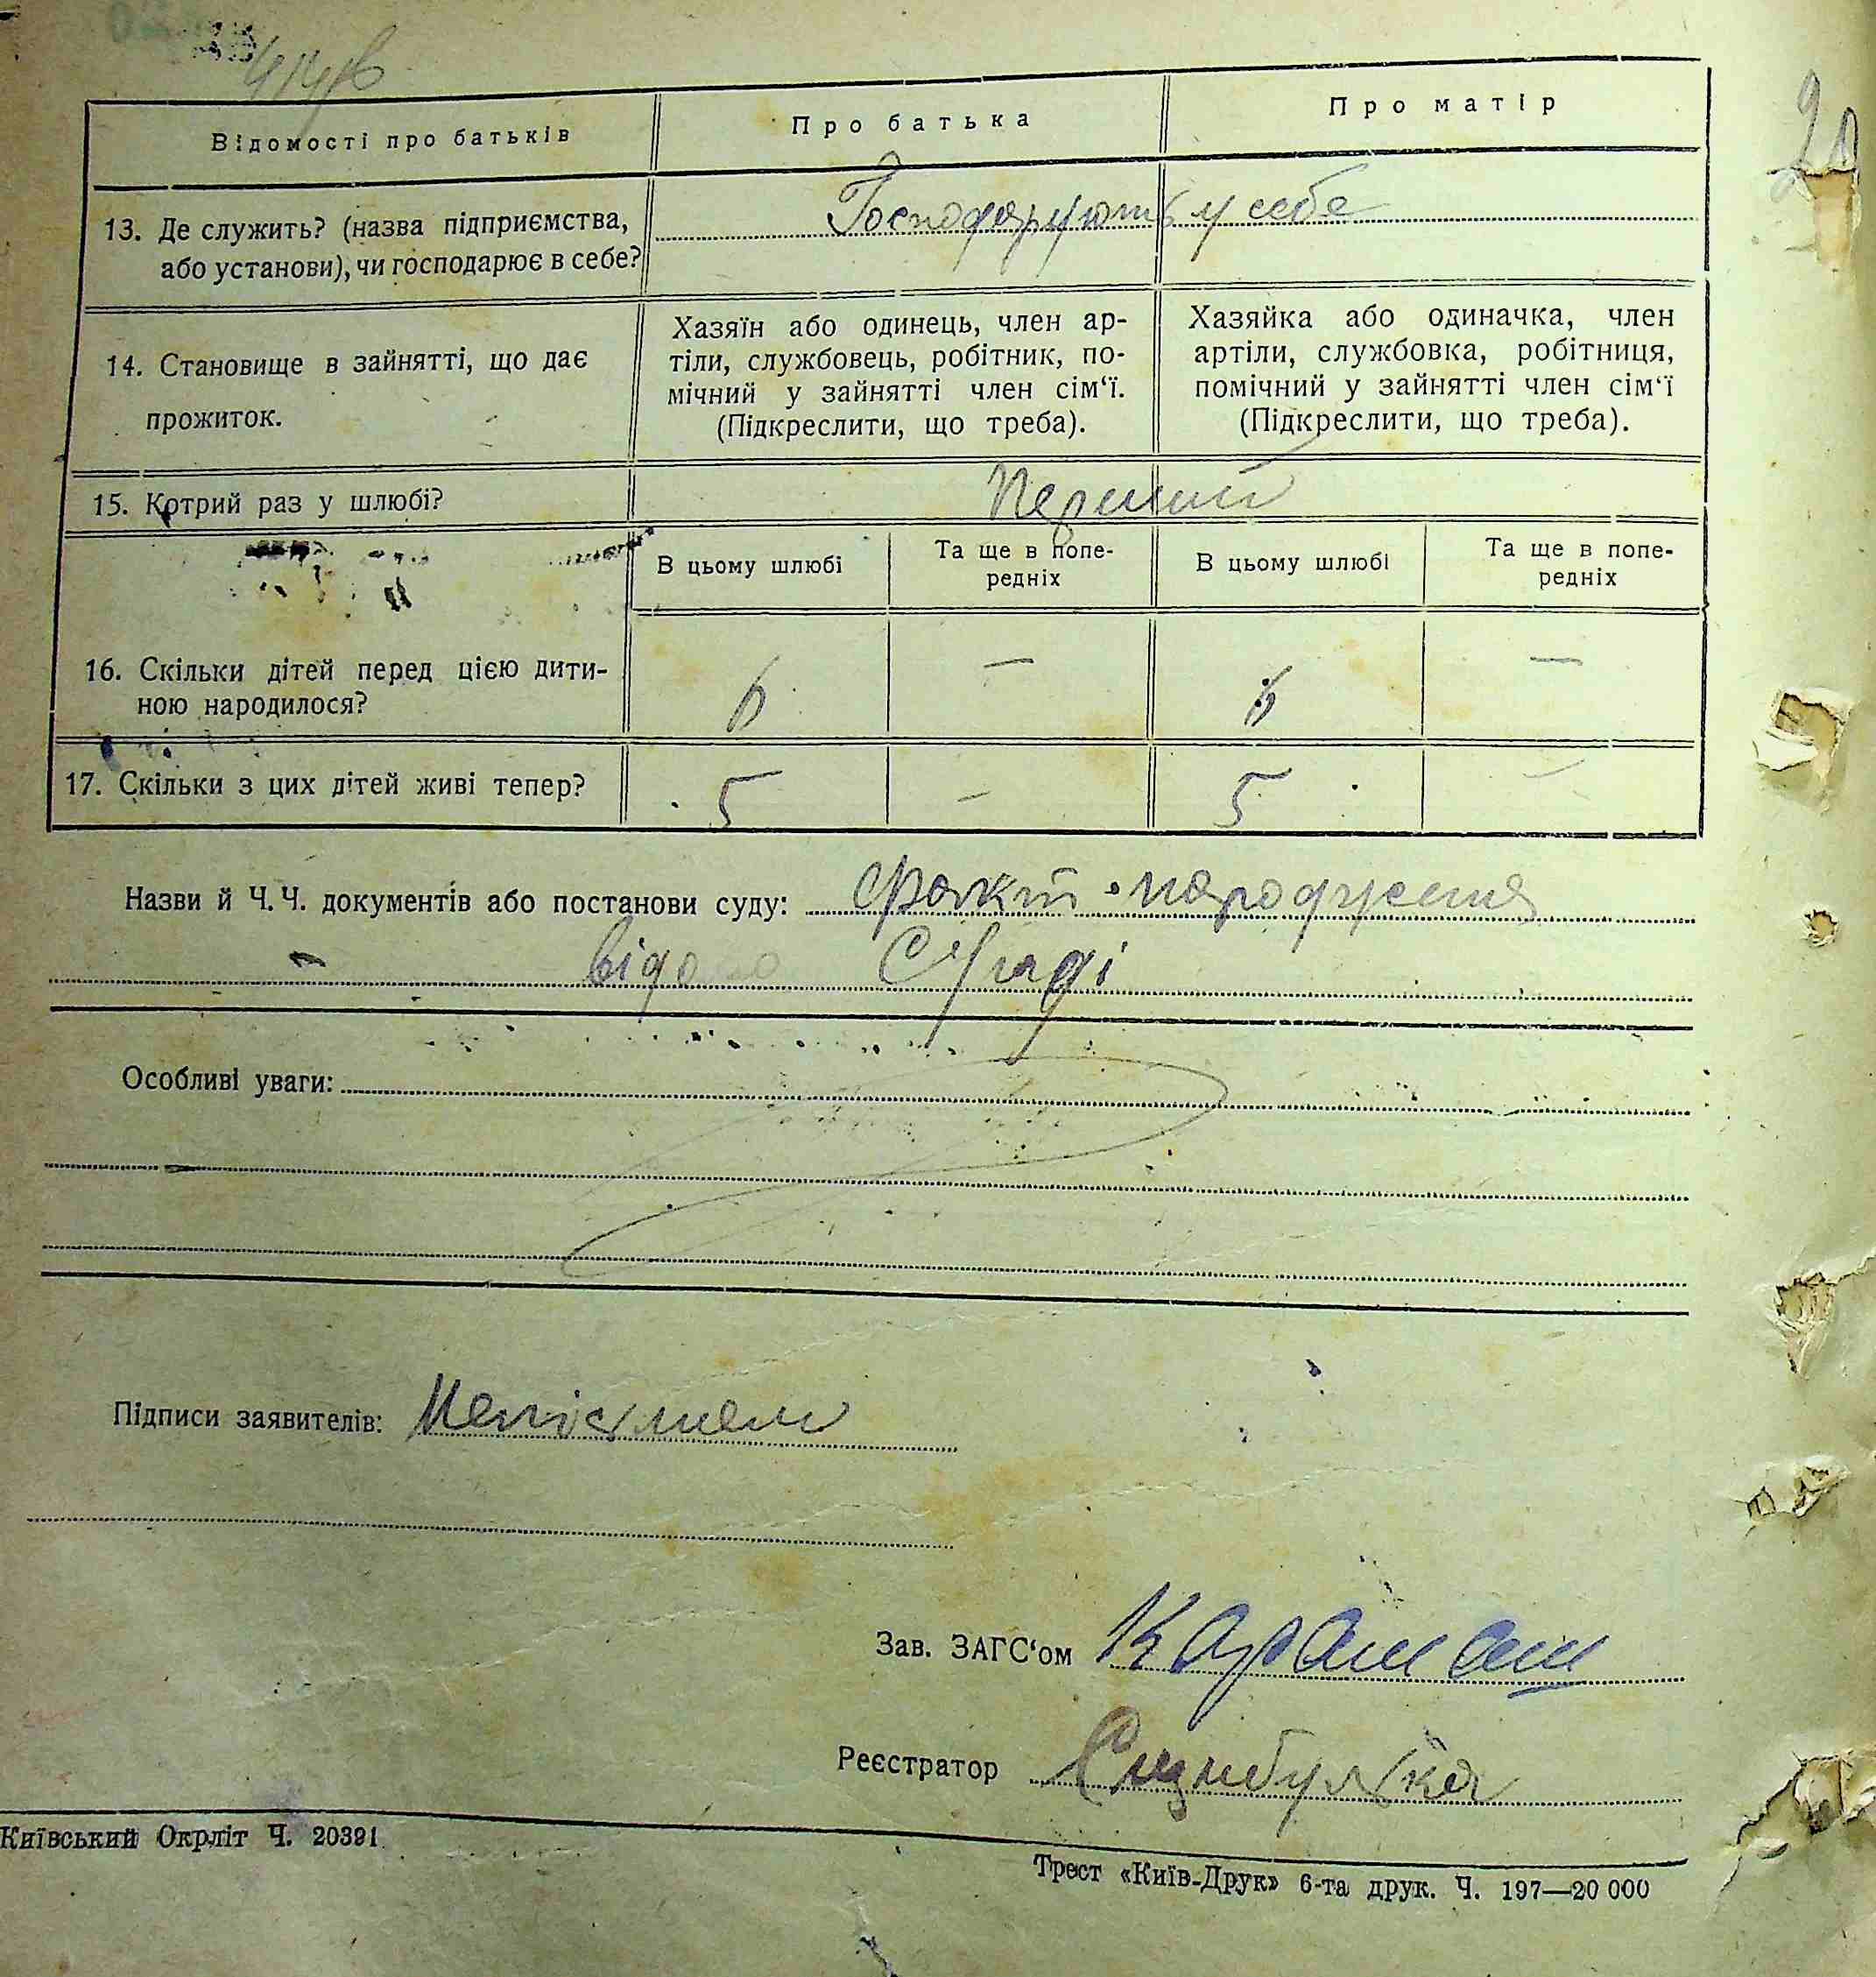 Відомості про батьків
Про батька
Про матір
13. Де служить? (назва підприємства,
або установи), чи господарює в себе?
Господарують у себе
14. Становище в зайнятті, що дає
прожиток.
Хазяїн або одинець, член ар-
тіли, службовець, робітник, по-
мічний у зайнятті член сім‘ї.
(Підкреслити, що треба).
Хазяйка або одиначка, член
артіли, службовка, робітниця,
помічний у зайнятті член сім‘ї
(Підкреслити, що треба).
15. Котрий раз у шлюбі?
Перший
В цьому шлюбі
Та ще в попе-
редніх
В цьому шлюбі
Та ще в попе-
редніх
16. Скільки дітей перед цією дити-
ною народилося?
6 — 6 —
17. Скільки з цих дітей живі тепер?
5 — 5 —
Назви й Ч. Ч. документів або постанови суду: Факт народження
відомо С/раді
Особливі уваги:
Підписи заявителів: Неписьмен
Зав. ЗАГС‘ом
Реєстратор
Київський Окрліт Ч. 20391
Трест «Київ-Друк» 6-та друк. Ч. 197—20 000